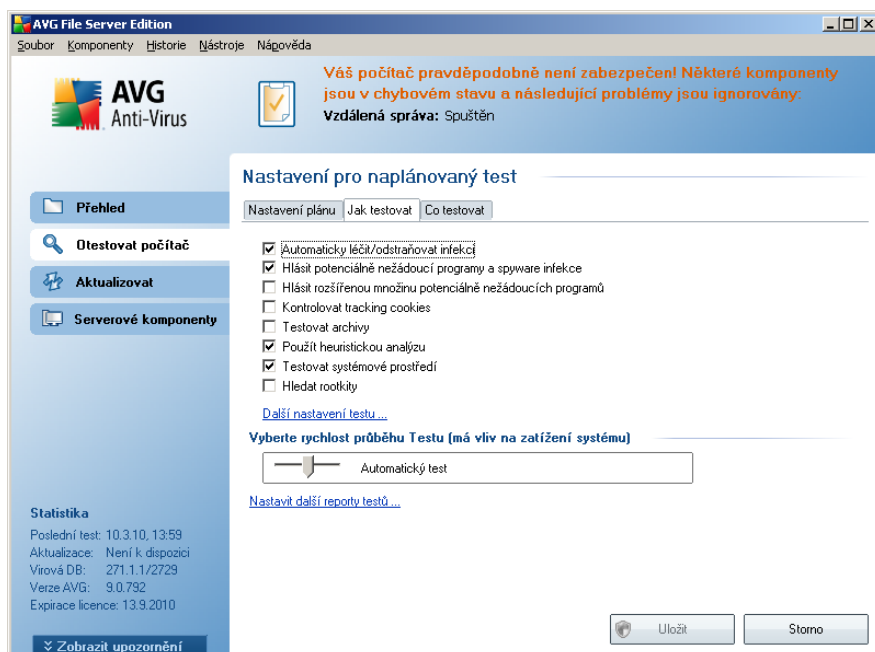 AVG File Server Edition
Soubor Komponenty Historie Nástroje Nápověda
AVG
Anti-Virus
Váš počítač pravděpodobně není zabezpečen! Některé komponenty
jsou v chybovém stavu a následující problémy jsou ignorovány:
Vzdálená správa: Spuštěn
Přehled
Otestovat počítač
Aktualizovat
Serverové komponenty
Nastavení pro naplánovaný test
Nastavení plánu Jak testovat Co testovat
Automaticky léčit/odstraňovat infekci
Hlásit potenciálně nežádoucí programy a spyware infekce
Hlásit rozšířenou množinu potenciálně nežádoucích programů
Kontrolovat tracking cookies
Testovat archivy
Použít heuristickou analýzu
Testovat systémové prostředí
Hledat rootkity
Další nastavení testu ...
Vyberte rychlost průběhu Testu (má vliv na zatížení systému)
Automatický test
Nastavit další reporty testů ...
Statistika
Poslední test: 10.3.10, 13:59
Aktualizace: Není k dispozici
Virová DB: 271.1.1/2729
Verze AVG: 9.0.792
Expirace licence: 13.9.2010
Zobrazit upozornění
Uložit
Storno